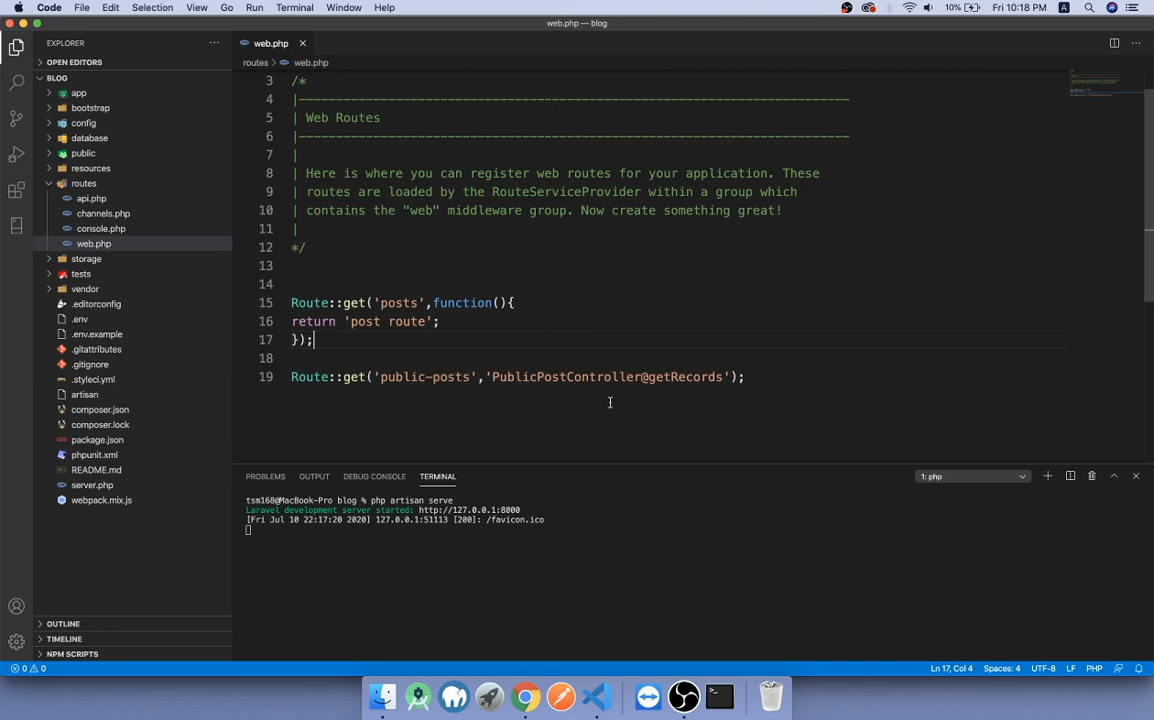 Code File Edit Selection View Go Run Terminal Window Help
10% Fri 10:18 PM A
web.php — blog
EXPLORER
OPEN EDITORS
BLOG
app
bootstrap
config
database
public
resources
routes
api.php
channels.php
console.php
web.php
storage
tests
vendor
.editorconfig
.env
.env.example
.gitattributes
.gitignore
.styleci.yml
artisan
composer.json
composer.lock
package.json
phpunit.xml
README.md
server.php
webpack.mix.js
OUTLINE
TIMELINE
NPM SCRIPTS
web.php
routes > web.php
3 /*
4 |--------------------------------------------------------------------------
5 | Web Routes
6 |--------------------------------------------------------------------------
7 |
8 | Here is where you can register web routes for your application. These
9 | routes are loaded by the RouteServiceProvider within a group which
10 | contains the "web" middleware group. Now create something great!
11 |
12 */
13
14
15 Route::get('posts',function(){
16 return 'post route';
17 });
18
19 Route::get('public-posts','PublicPostController@getRecords');
PROBLEMS OUTPUT DEBUG CONSOLE TERMINAL
1: php
tsm168@MacBook-Pro blog % php artisan serve
Laravel development server started: http://127.0.0.1:8000
[Fri Jul 10 22:17:20 2020] 127.0.0.1:51113 [200]: /favicon.ico
0 0
Ln 17, Col 4 Spaces: 4 UTF-8 LF PHP